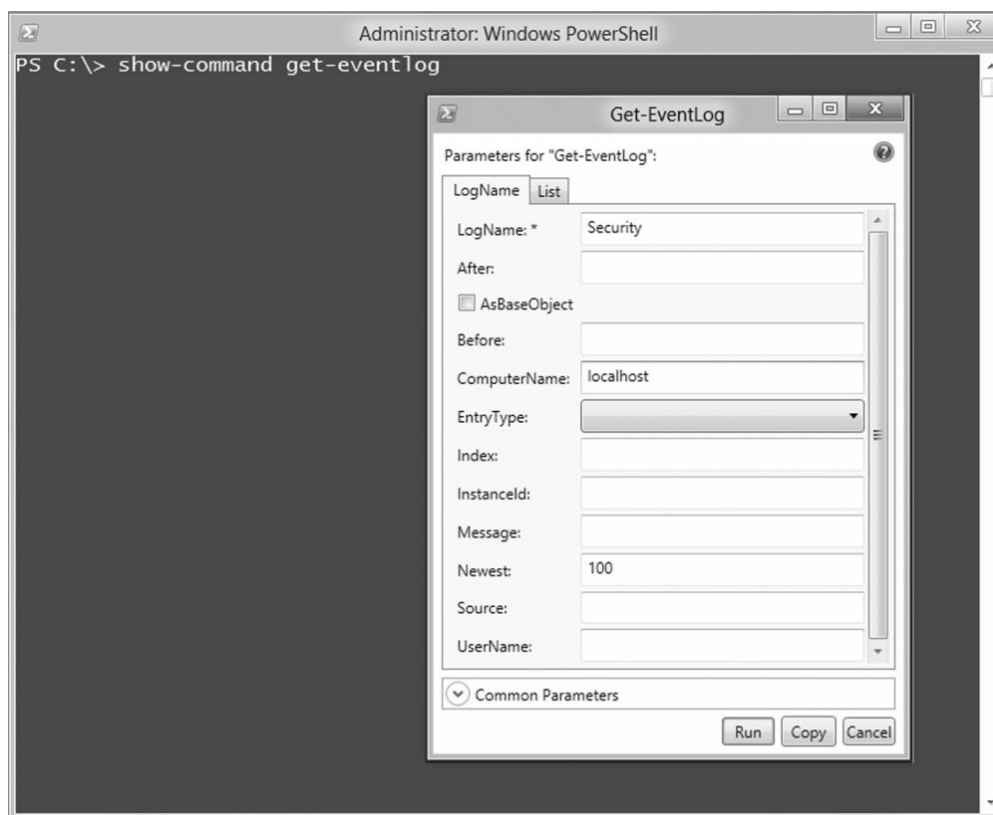 Administrator: Windows PowerShell
PS C:\> show-command get-eventlog
Get-EventLog
Parameters for "Get-EventLog":
LogName List
LogName: * Security
After:
AsBaseObject
Before:
ComputerName: localhost
EntryType:
Index:
InstanceId:
Message:
Newest: 100
Source:
UserName:
Common Parameters
Run Copy Cancel